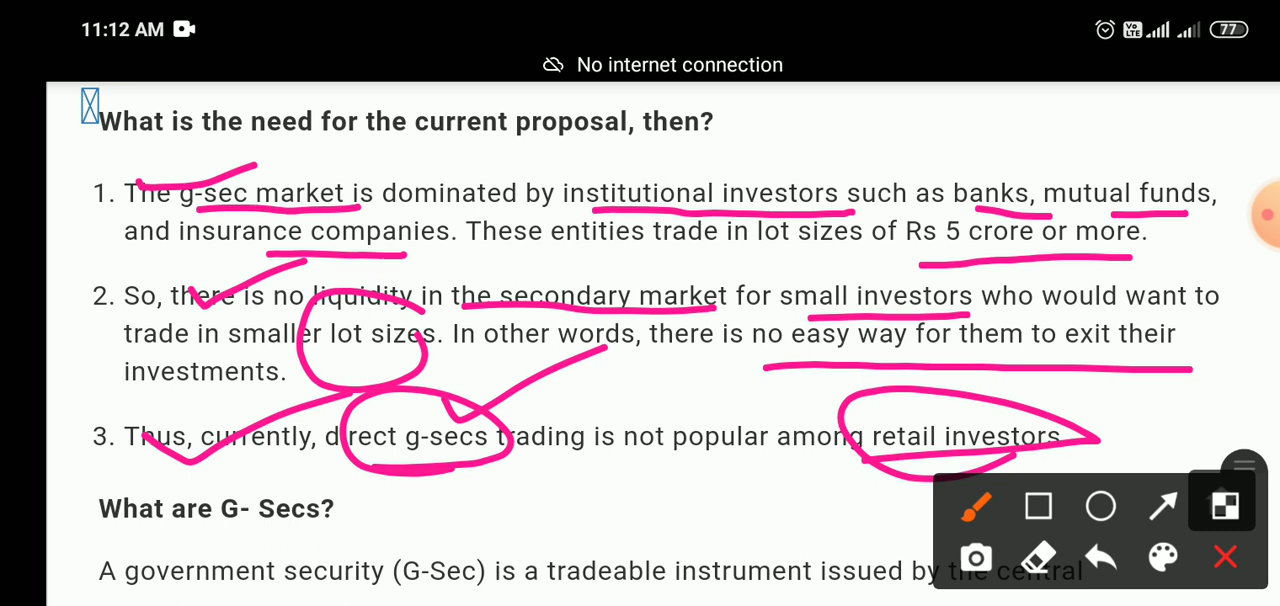 11:12 AM
Vo
LTE
77
No internet connection
What is the need for the current proposal, then?
1. The g-sec market is dominated by institutional investors such as banks, mutual funds,
and insurance companies. These entities trade in lot sizes of Rs 5 crore or more.
2. So, there is no liquidity in the secondary market for small investors who would want to
trade in smaller lot sizes. In other words, there is no easy way for them to exit their
investments.
3. Thus, currently, direct g-secs trading is not popular among retail investors
What are G- Secs?
A government security (G-Sec) is a tradeable instrument issued by the central